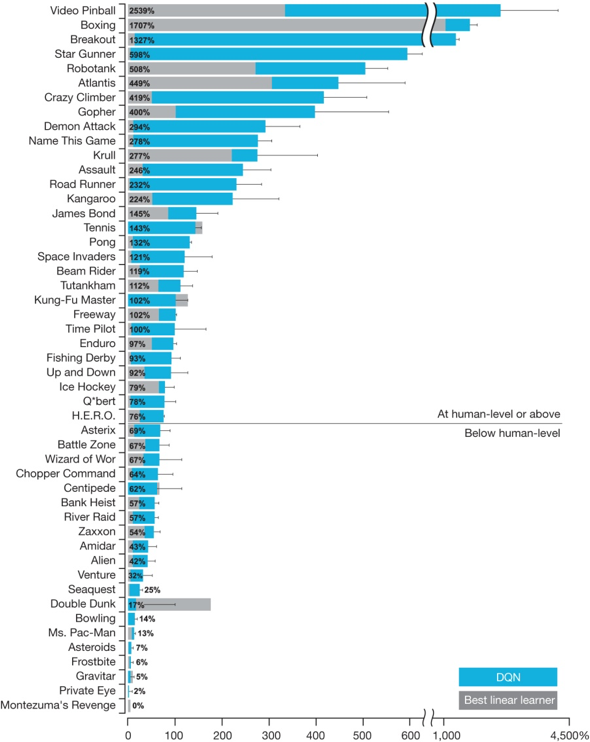 Video Pinball 2539%
Boxing 1707%
Breakout 1327%
Star Gunner 598%
Robotank 508%
Atlantis 449%
Crazy Climber 419%
Gopher 400%
Demon Attack 294%
Name This Game 278%
Krull 277%
Assault 246%
Road Runner 232%
Kangaroo 224%
James Bond 145%
Tennis 143%
Pong 132%
Space Invaders 121%
Beam Rider 119%
Tutankham 112%
Kung-Fu Master 102%
Freeway 102%
Time Pilot 100%
Enduro 97%
Fishing Derby 93%
Up and Down 92%
Ice Hockey 79%
Q*bert 78%
H.E.R.O. 76%
At human-level or above
Asterix 69%
Below human-level
Battle Zone 67%
Wizard of Wor 67%
Chopper Command 64%
Centipede 62%
Bank Heist 57%
River Raid 57%
Zaxxon 54%
Amidar 43%
Alien 42%
Venture 32%
Seaquest 25%
Double Dunk 17%
Bowling 14%
Ms. Pac-Man 13%
Asteroids 7%
Frostbite 6%
Gravitar 5%
Private Eye 2%
Montezuma's Revenge 0%
DQN
Best linear learner
0 100 200 300 400 500 600 1,000 4,500%